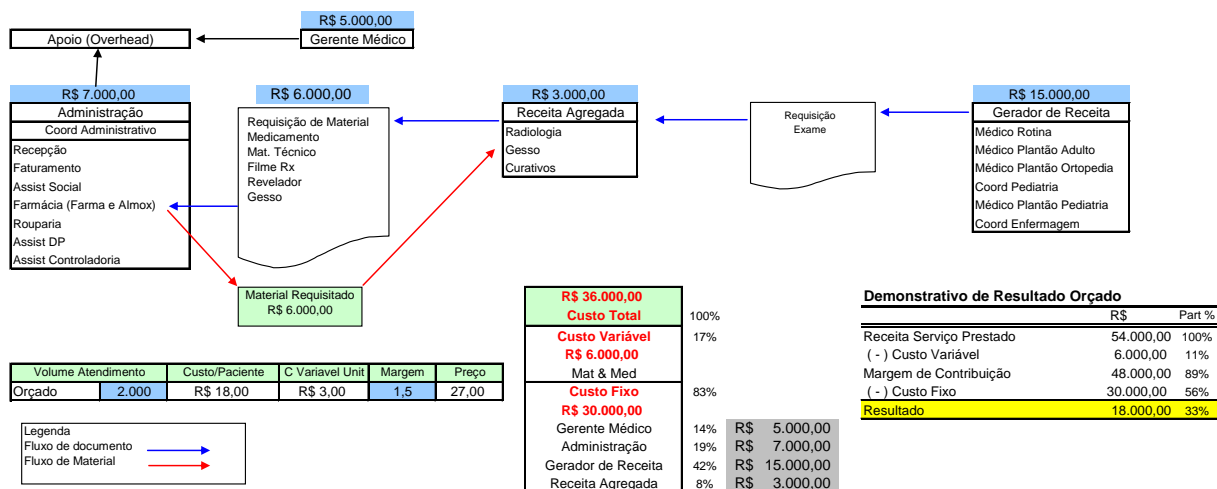 R$ 5.000,00
Apoio (Overhead)
Gerente Médico
R$ 7.000,00
Administração
Coord Administrativo
Recepção
Faturamento
Assist Social
Farmácia (Farma e Almox)
Rouparia
Assist DP
Assist Controladoria
R$ 6.000,00
Requisição de Material
Medicamento
Mat. Técnico
Filme Rx
Revelador
Gesso
R$ 3.000,00
Receita Agregada
Radiologia
Gesso
Curativos
Requisição
Exame
R$ 15.000,00
Gerador de Receita
Médico Rotina
Médico Plantão Adulto
Médico Plantão Ortopedia
Coord Pediatria
Médico Plantão Pediatria
Coord Enfermagem
Material Requisitado
R$ 6.000,00
Volume Atendimento Custo/Paciente C Variavel Unit Margem Preço
Orçado 2.000 R$ 18,00 R$ 3,00 1,5 27,00
Legenda
Fluxo de documento
Fluxo de Material
R$ 36.000,00
Custo Total 100%
Custo Variável 17%
R$ 6.000,00
Mat & Med
Custo Fixo 83%
R$ 30.000,00
Gerente Médico 14% R$ 5.000,00
Administração 19% R$ 7.000,00
Gerador de Receita 42% R$ 15.000,00
Receita Agregada 8% R$ 3.000,00
Demonstrativo de Resultado Orçado
R$ Part %
Receita Serviço Prestado 54.000,00 100%
( - ) Custo Variável 6.000,00 11%
Margem de Contribuição 48.000,00 89%
( - ) Custo Fixo 30.000,00 56%
Resultado 18.000,00 33%